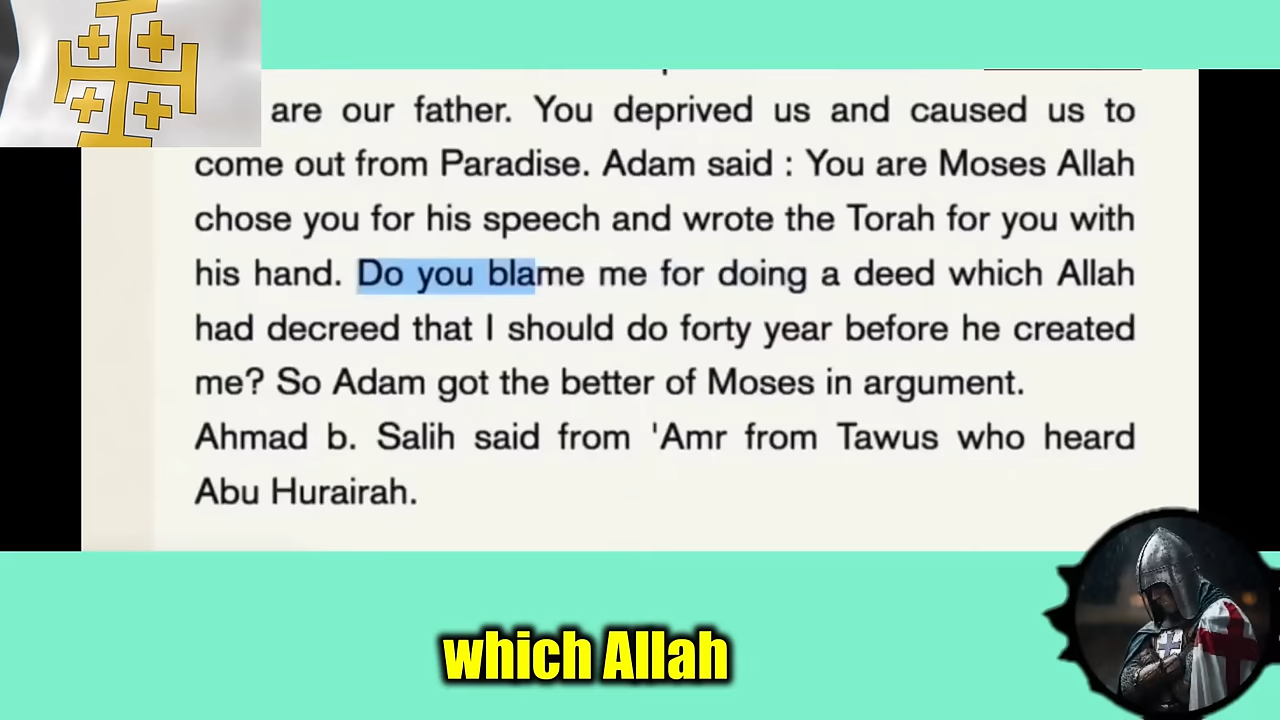 are our father. You deprived us and caused us to
come out from Paradise. Adam said : You are Moses Allah
chose you for his speech and wrote the Torah for you with
his hand. Do you blame me for doing a deed which Allah
had decreed that I should do forty year before he created
me? So Adam got the better of Moses in argument.
Ahmad b. Salih said from 'Amr from Tawus who heard
Abu Hurairah.
which Allah